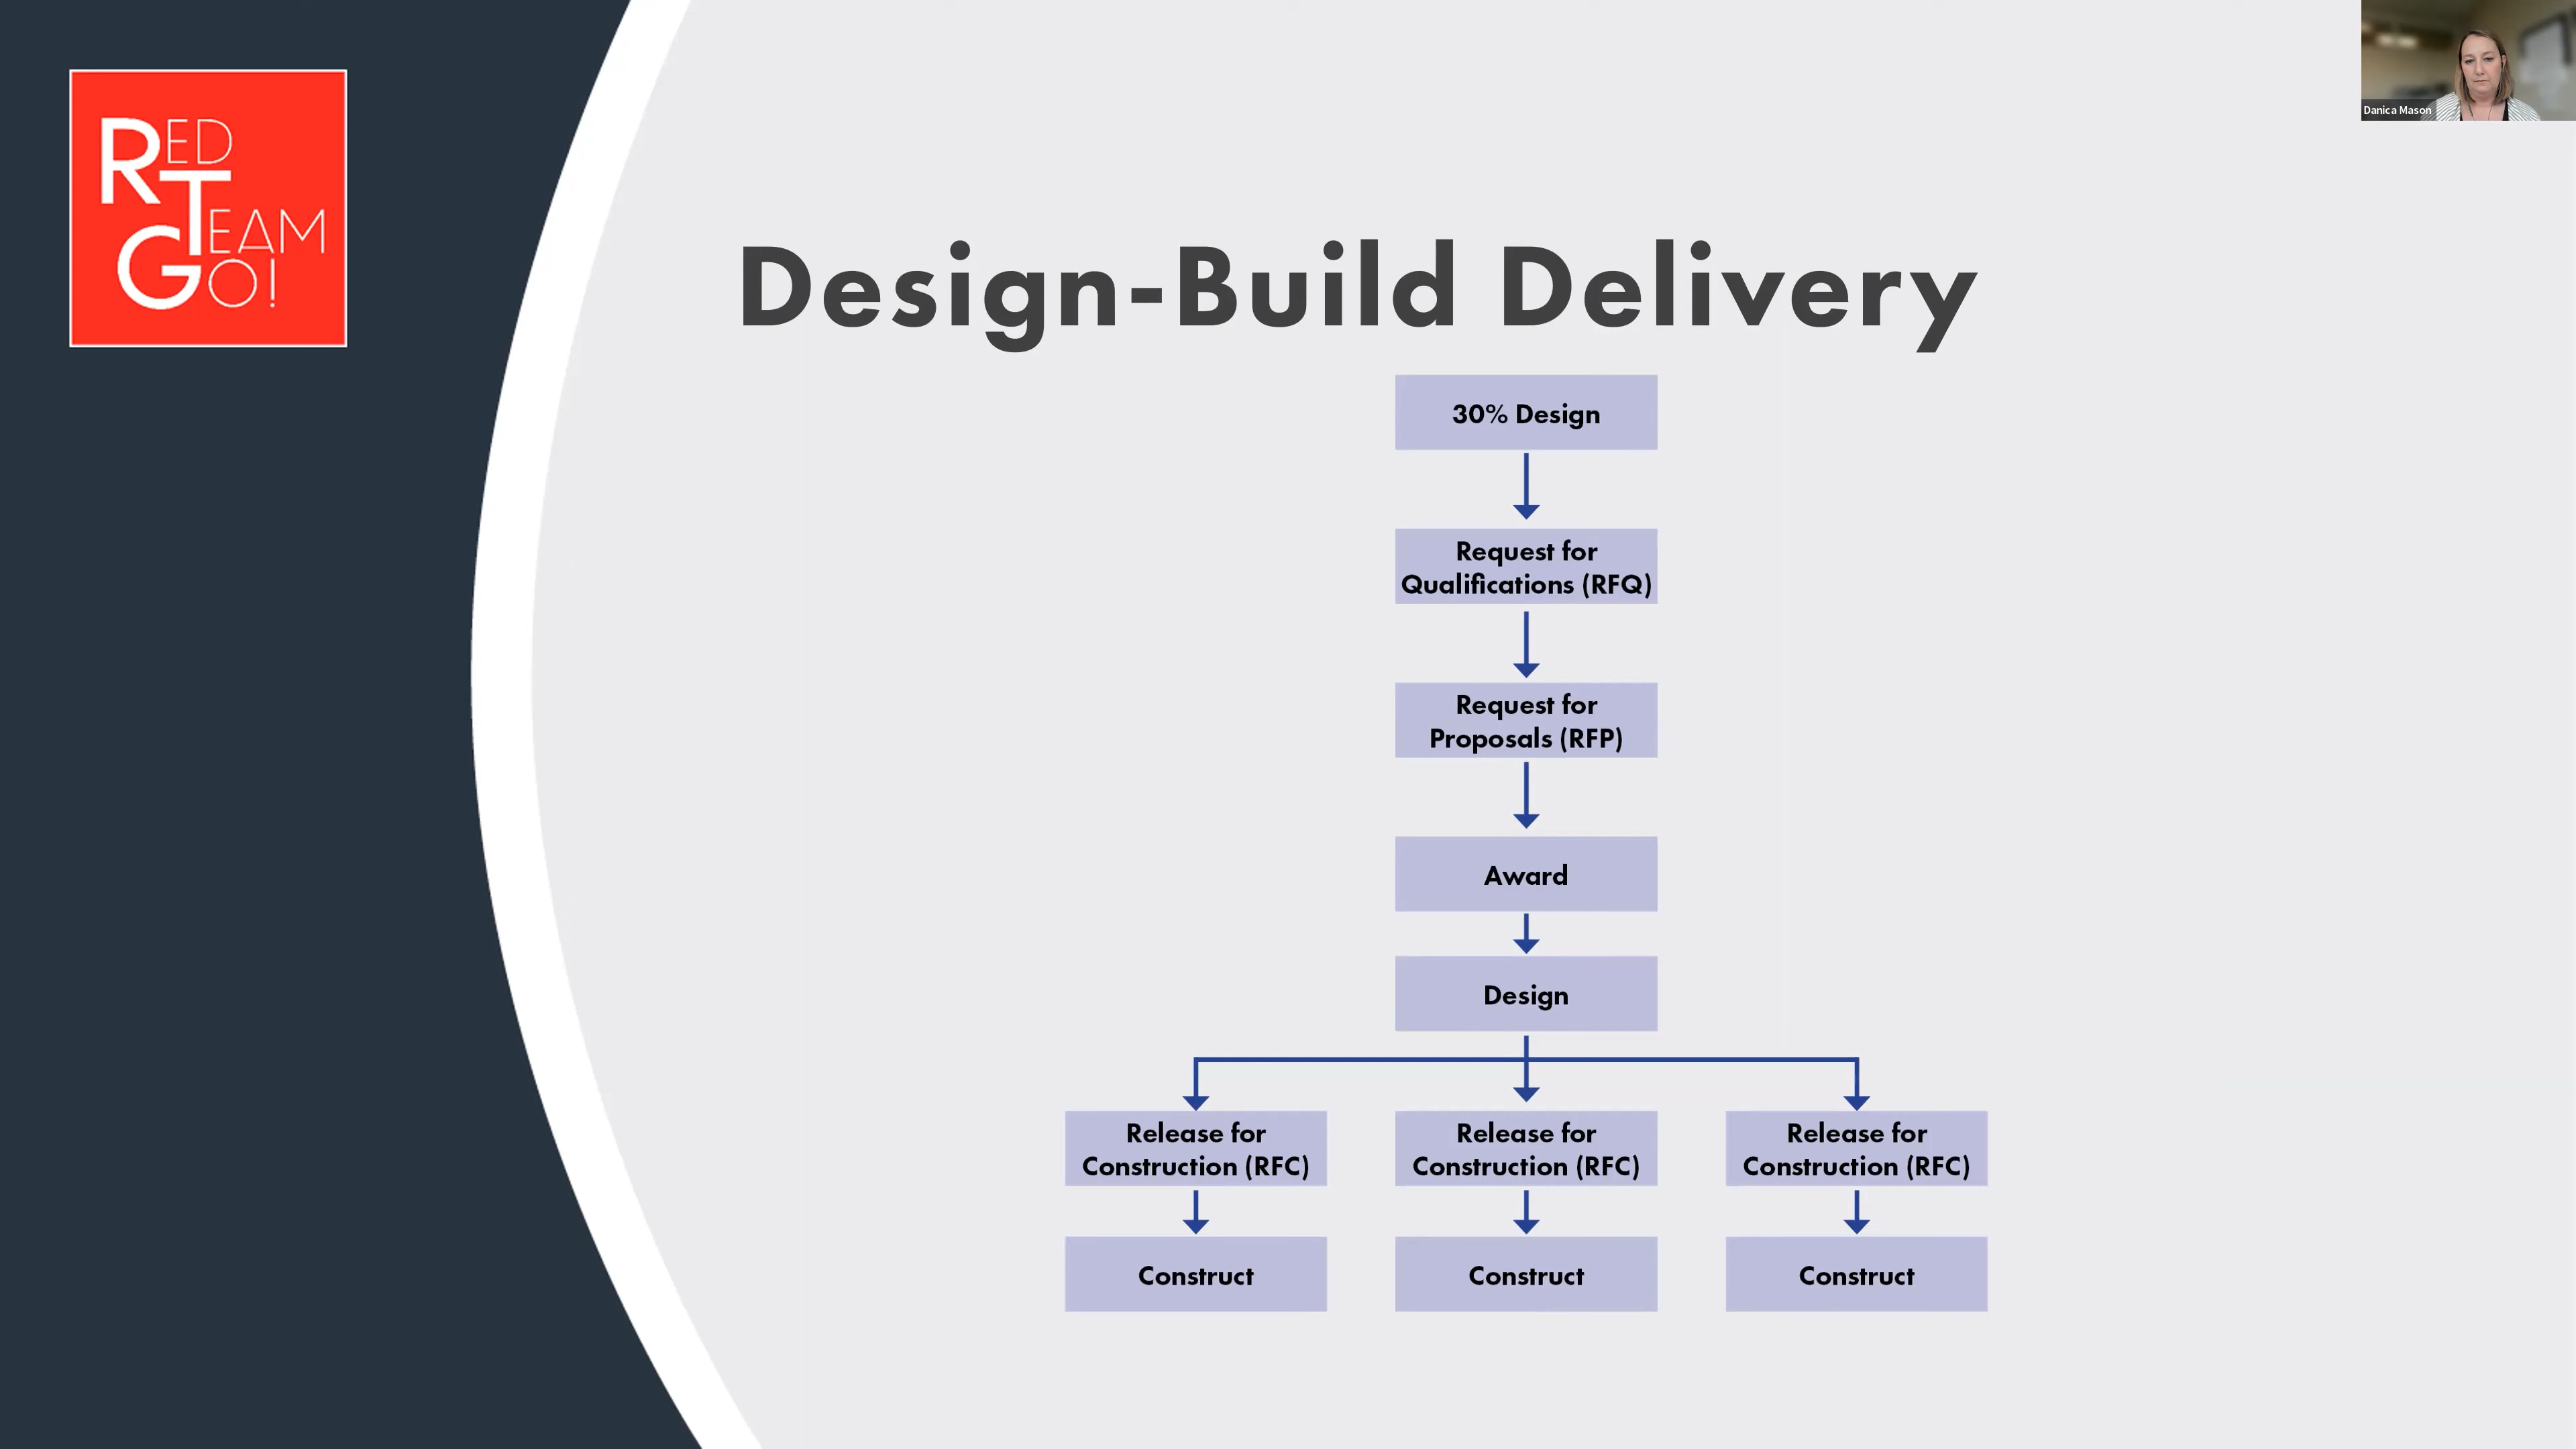 RED
TEAM
GO!
Danica Mason
Design-Build Delivery
30% Design
Request for
Qualifications (RFQ)
Request for
Proposals (RFP)
Award
Design
Release for
Construction (RFC)
Release for
Construction (RFC)
Release for
Construction (RFC)
Construct
Construct
Construct